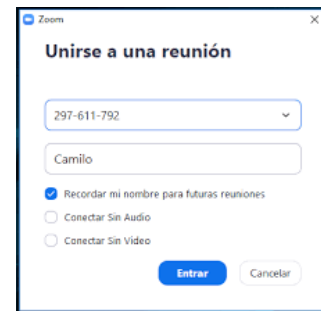 Zoom
Unirse a una reunión
297-611-792
Camilo
Recordar mi nombre para futuras reuniones
Conectar Sin Audio
Conectar Sin Video
Entrar
Cancelar